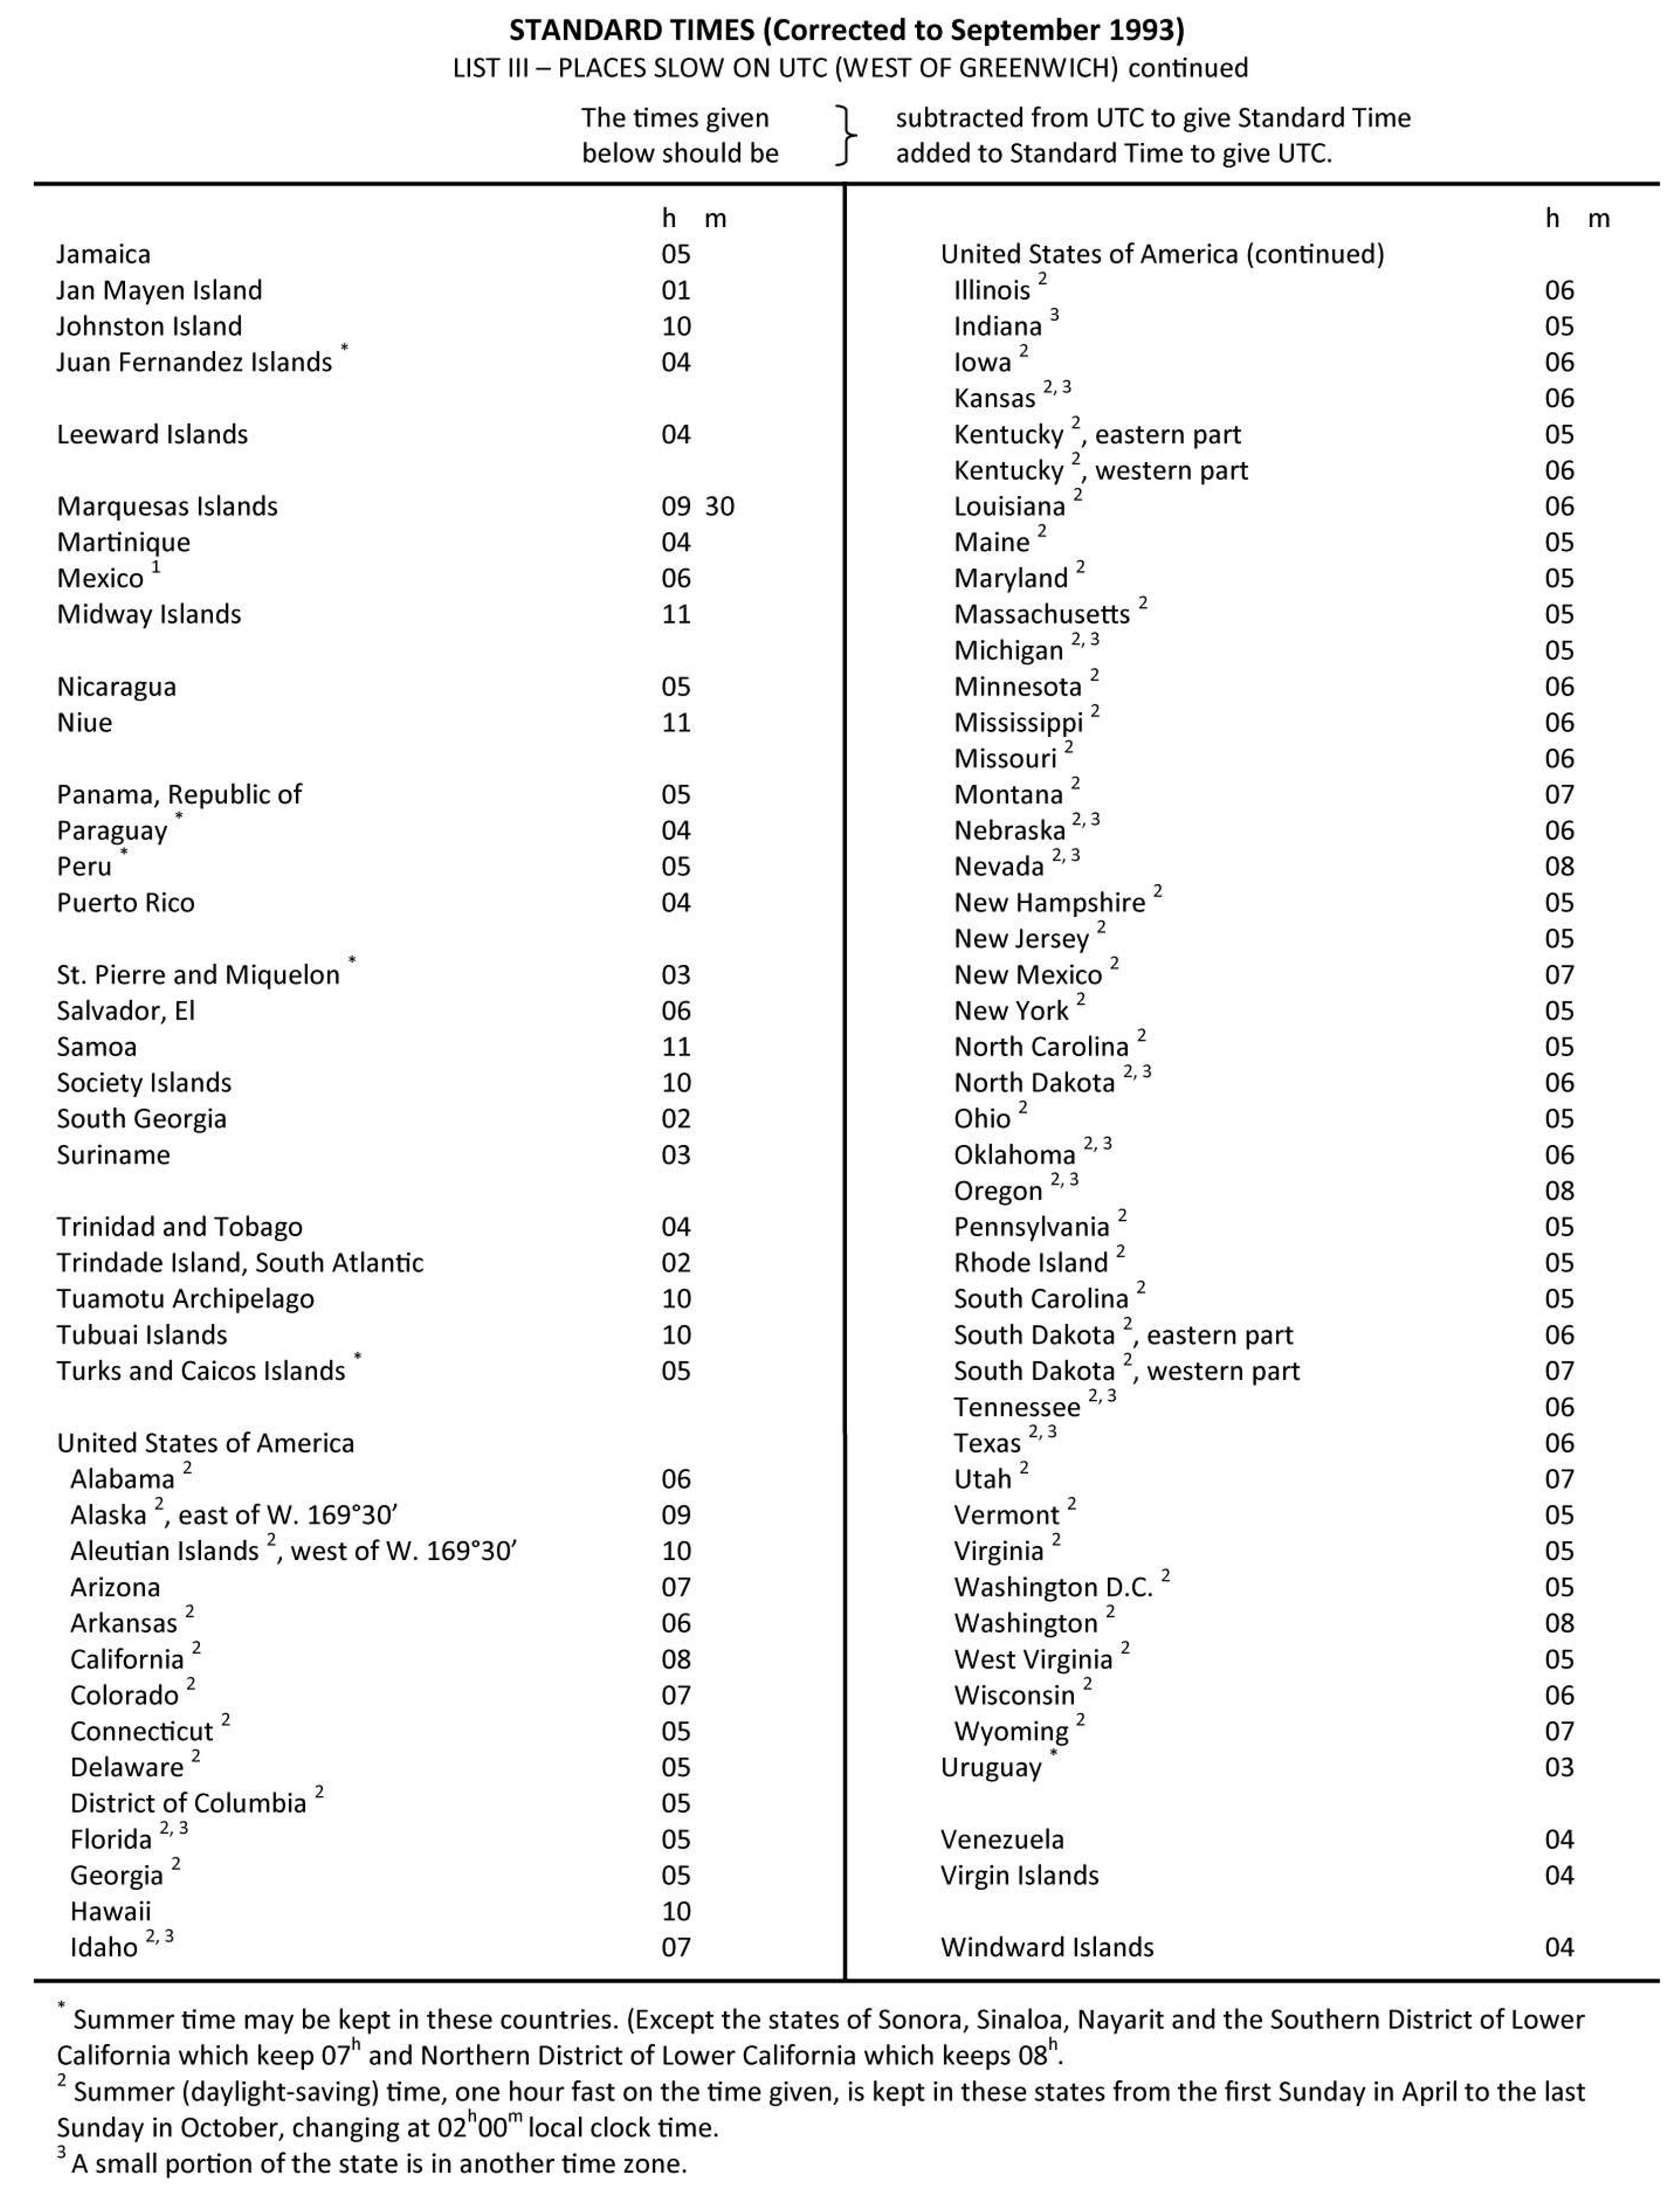 STANDARD TIMES (Corrected to September 1993)
LIST III – PLACES SLOW ON UTC (WEST OF GREENWICH) continued
The times given
below should be
}
subtracted from UTC to give Standard Time
added to Standard Time to give UTC.
h m
Jamaica 05
Jan Mayen Island 01
Johnston Island 10
Juan Fernandez Islands * 04
Leeward Islands 04
Marquesas Islands 09 30
Martinique 04
Mexico 1 06
Midway Islands 11
Nicaragua 05
Niue 11
Panama, Republic of 05
Paraguay * 04
Peru * 05
Puerto Rico 04
St. Pierre and Miquelon * 03
Salvador, El 06
Samoa 11
Society Islands 10
South Georgia 02
Suriname 03
Trinidad and Tobago 04
Trindade Island, South Atlantic 02
Tuamotu Archipelago 10
Tubuai Islands 10
Turks and Caicos Islands * 05
United States of America
Alabama 2 06
Alaska 2, east of W. 169°30’ 09
Aleutian Islands 2, west of W. 169°30’ 10
Arizona 07
Arkansas 2 06
California 2 08
Colorado 2 07
Connecticut 2 05
Delaware 2 05
District of Columbia 2 05
Florida 2, 3 05
Georgia 2 05
Hawaii 10
Idaho 2, 3 07
h m
United States of America (continued)
Illinois 2 06
Indiana 3 05
Iowa 2 06
Kansas 2, 3 06
Kentucky 2, eastern part 05
Kentucky 2, western part 06
Louisiana 2 06
Maine 2 05
Maryland 2 05
Massachusetts 2 05
Michigan 2, 3 05
Minnesota 2 06
Mississippi 2 06
Missouri 2 06
Montana 2 07
Nebraska 2, 3 06
Nevada 2, 3 08
New Hampshire 2 05
New Jersey 2 05
New Mexico 2 07
New York 2 05
North Carolina 2 05
North Dakota 2, 3 06
Ohio 2 05
Oklahoma 2, 3 06
Oregon 2, 3 08
Pennsylvania 2 05
Rhode Island 2 05
South Carolina 2 05
South Dakota 2, eastern part 06
South Dakota 2, western part 07
Tennessee 2, 3 06
Texas 2, 3 06
Utah 2 07
Vermont 2 05
Virginia 2 05
Washington D.C. 2 05
Washington 2 08
West Virginia 2 05
Wisconsin 2 06
Wyoming 2 07
Uruguay * 03
Venezuela 04
Virgin Islands 04
Windward Islands 04
* Summer time may be kept in these countries. (Except the states of Sonora, Sinaloa, Nayarit and the Southern District of Lower
California which keep 07h and Northern District of Lower California which keeps 08h.
2 Summer (daylight-saving) time, one hour fast on the time given, is kept in these states from the first Sunday in April to the last
Sunday in October, changing at 02h00m local clock time.
3 A small portion of the state is in another time zone.